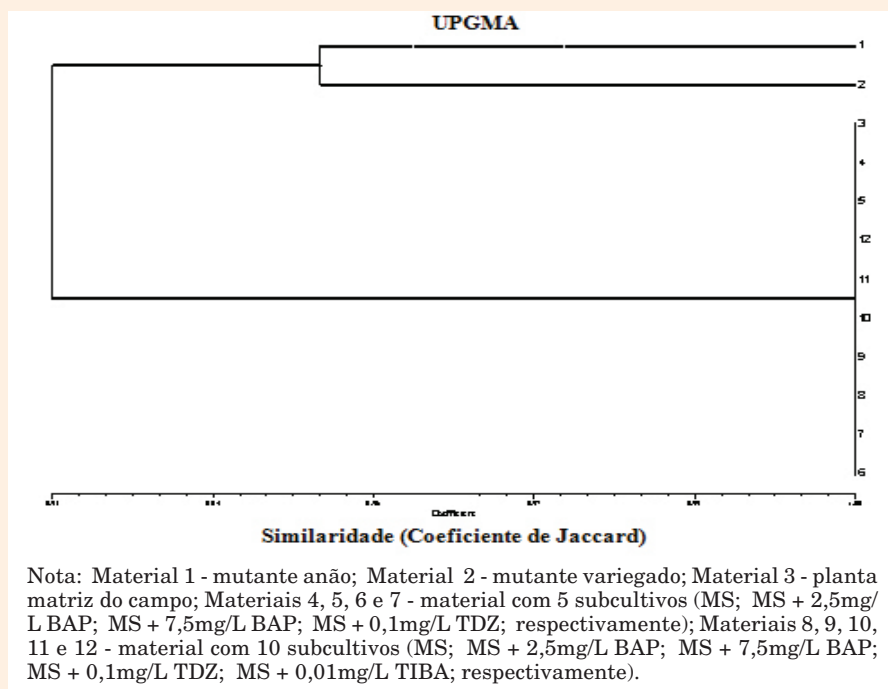 UPGMA
1
2
3
4
5
12
11
10
9
8
7
6
Coefficient
Similaridade (Coeficiente de Jaccard)
Nota: Material 1 - mutante anão; Material 2 - mutante variegado; Material 3 - planta
matriz do campo; Materiais 4, 5, 6 e 7 - material com 5 subcultivos (MS; MS + 2,5mg/
L BAP; MS + 7,5mg/L BAP; MS + 0,1mg/L TDZ; respectivamente); Materiais 8, 9, 10,
11 e 12 - material com 10 subcultivos (MS; MS + 2,5mg/L BAP; MS + 7,5mg/L BAP;
MS + 0,1mg/L TDZ; MS + 0,01mg/L TIBA; respectivamente).